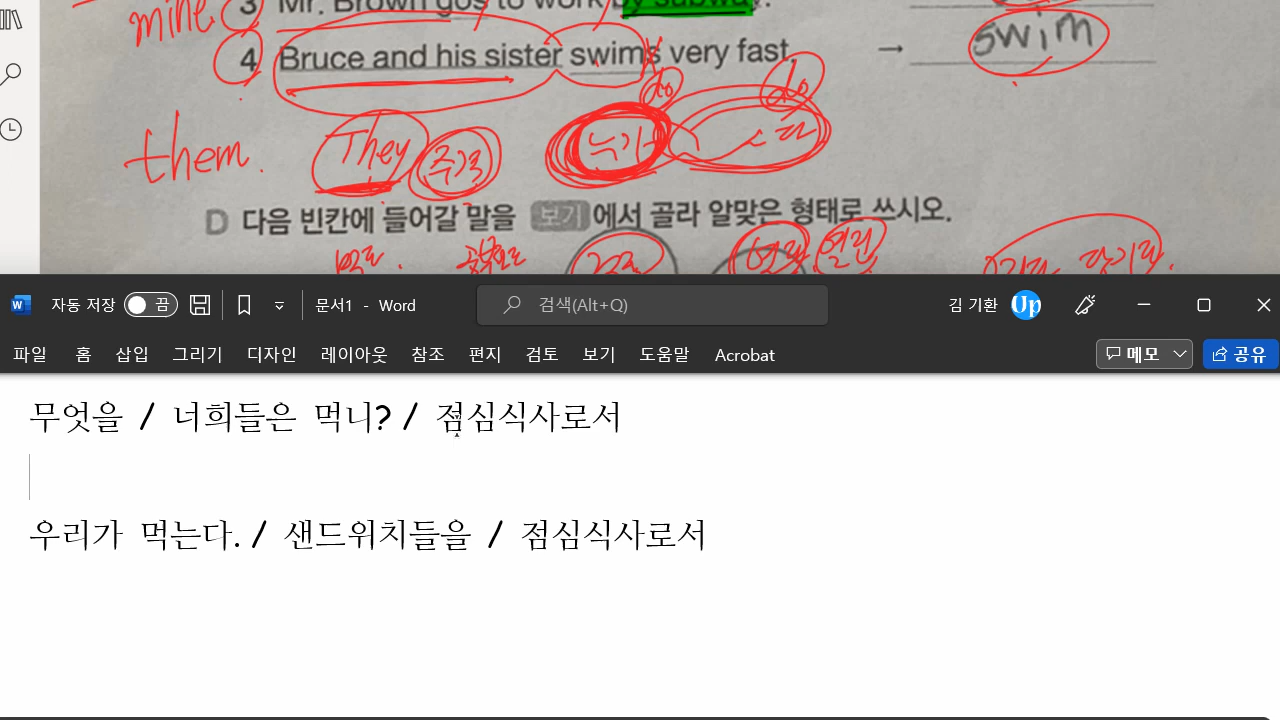 mine 3 Mr. Brown gos to work by subway.
4 Bruce and his sister swims very fast. → swim
do do
them. They 주격
D 다음 빈칸에 들어갈 말을 보기 에서 골라 알맞은 형태로 쓰시오.
자동 저장 끔 문서1 - Word 검색(Alt+Q) 김 기환 Up
파일 홈 삽입 그리기 디자인 레이아웃 참조 편지 검토 보기 도움말 Acrobat 메모 공유
무엇을 / 너희들은 먹니? / 점심식사로서
우리가 먹는다. / 샌드위치들을 / 점심식사로서